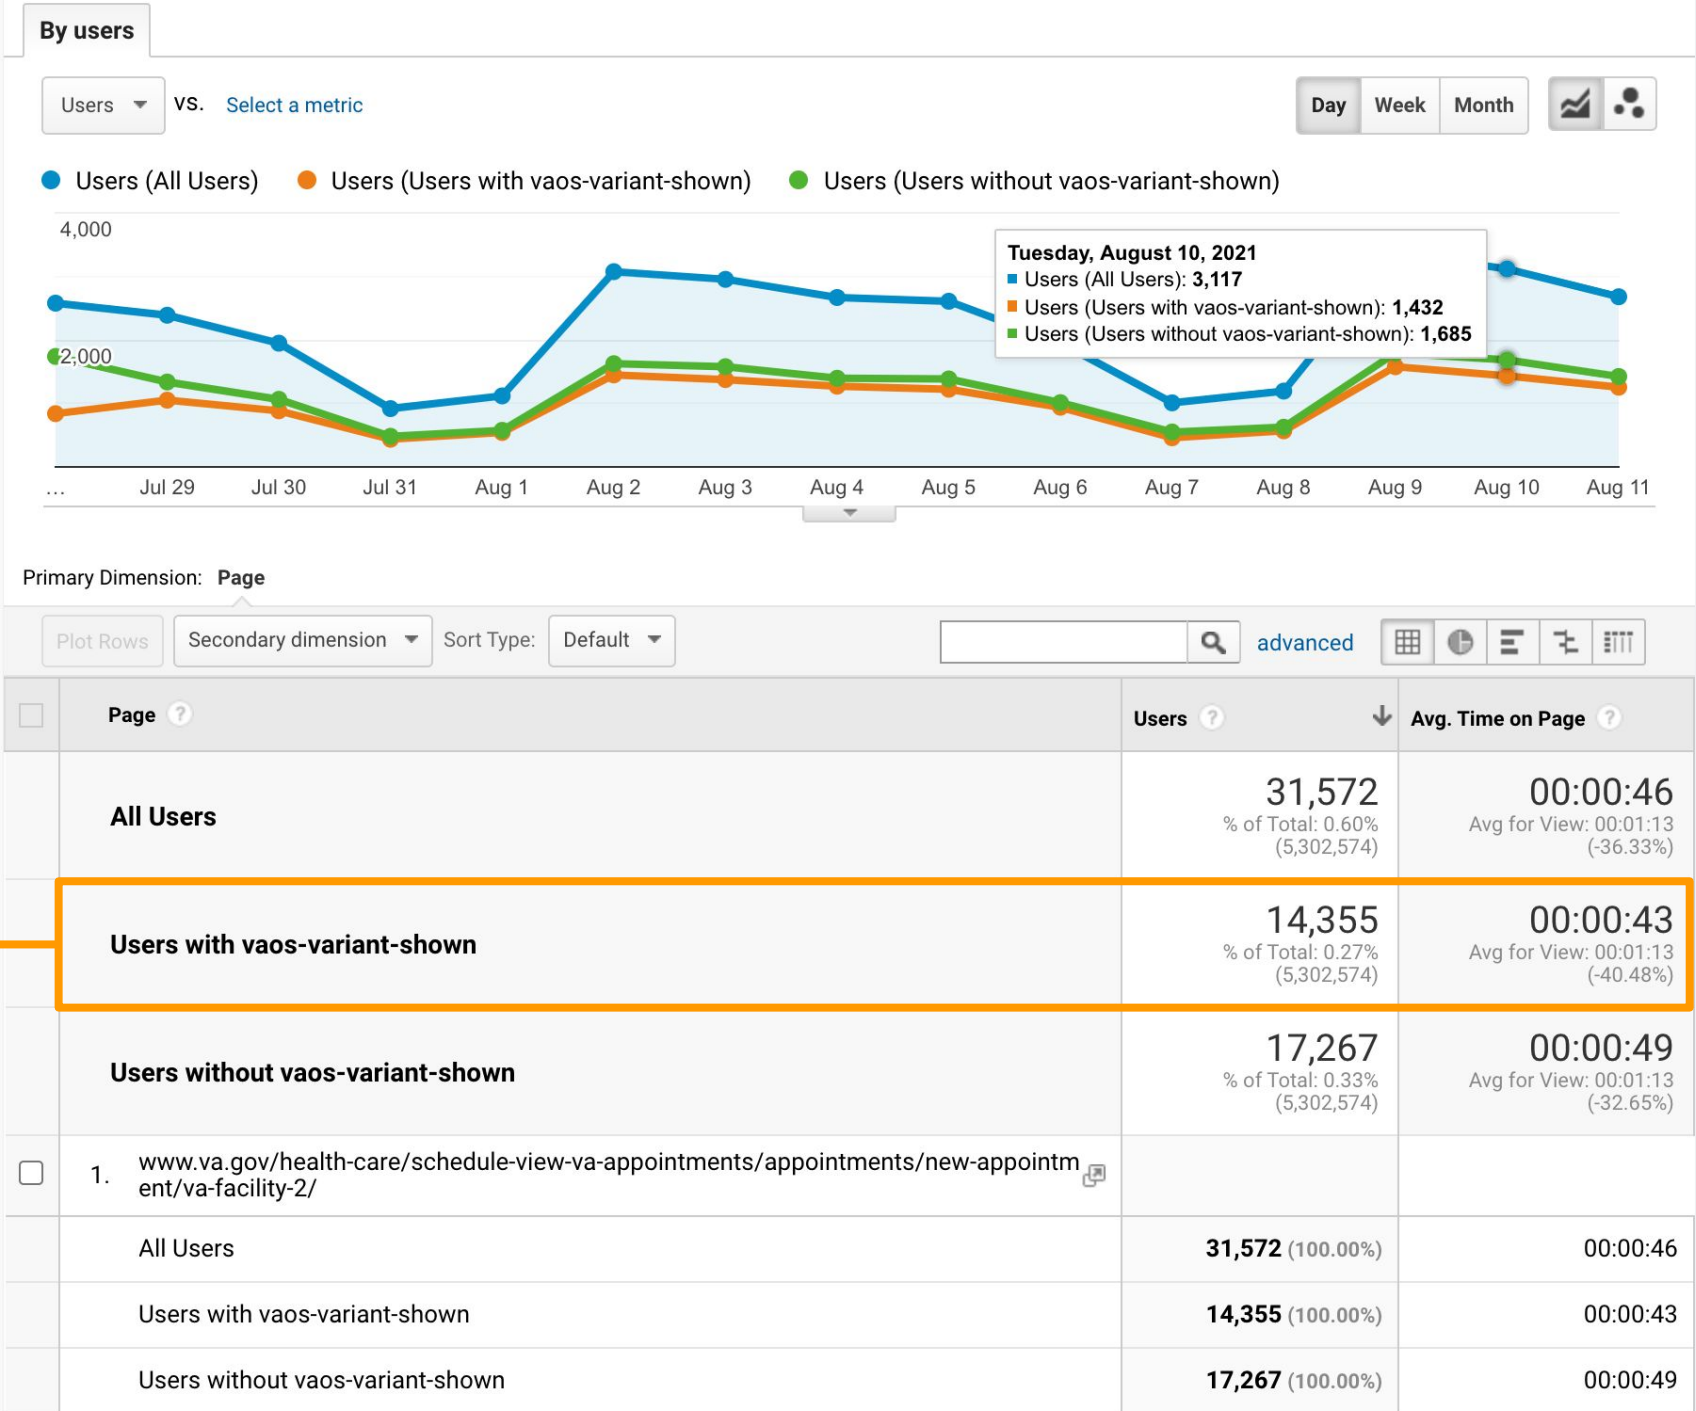 By users
Users vs. Select a metric Day Week Month
Users (All Users) Users (Users with vaos-variant-shown) Users (Users without vaos-variant-shown)
4,000
Tuesday, August 10, 2021
Users (All Users): 3,117
Users (Users with vaos-variant-shown): 1,432
Users (Users without vaos-variant-shown): 1,685
2,000
... Jul 29 Jul 30 Jul 31 Aug 1 Aug 2 Aug 3 Aug 4 Aug 5 Aug 6 Aug 7 Aug 8 Aug 9 Aug 10 Aug 11
Primary Dimension: Page
Plot Rows Secondary dimension Sort Type: Default advanced
Page ? Users ? Avg. Time on Page ?
All Users 31,572 00:00:46
% of Total: 0.60% Avg for View: 00:01:13
(5,302,574) (-36.33%)
Users with vaos-variant-shown 14,355 00:00:43
% of Total: 0.27% Avg for View: 00:01:13
(5,302,574) (-40.48%)
Users without vaos-variant-shown 17,267 00:00:49
% of Total: 0.33% Avg for View: 00:01:13
(5,302,574) (-32.65%)
1. www.va.gov/health-care/schedule-view-va-appointments/appointments/new-appointm
ent/va-facility-2/
All Users 31,572 (100.00%) 00:00:46
Users with vaos-variant-shown 14,355 (100.00%) 00:00:43
Users without vaos-variant-shown 17,267 (100.00%) 00:00:49